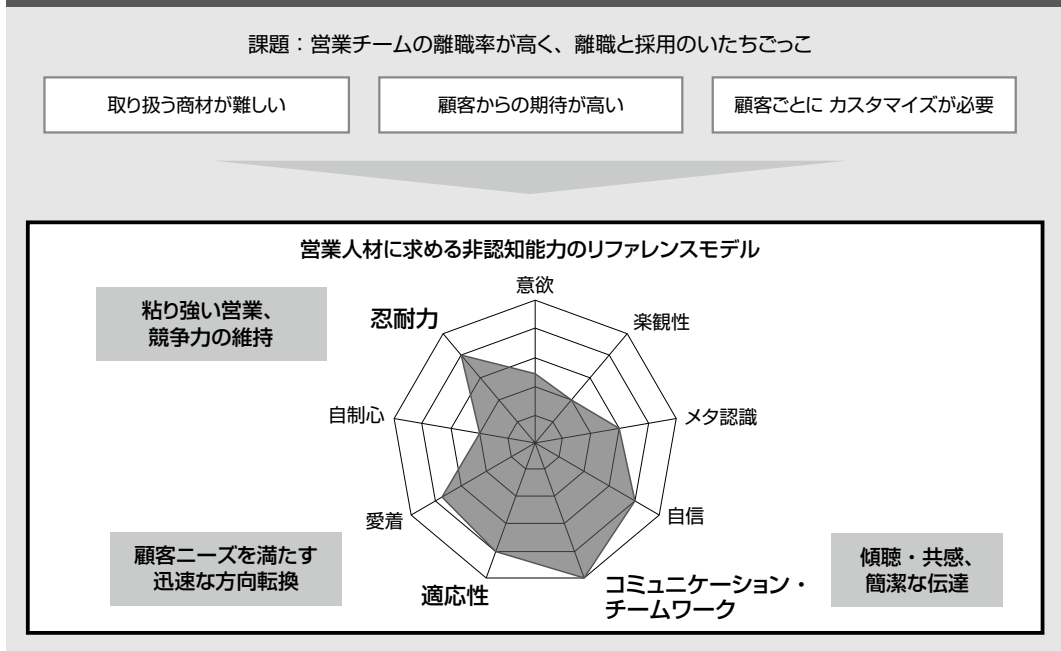 課題：営業チームの離職率が高く、離職と採用のいたちごっこ
取り扱う商材が難しい
顧客からの期待が高い
顧客ごとに カスタマイズが必要
営業人材に求める非認知能力のリファレンスモデル
意欲
粘り強い営業、
競争力の維持
忍耐力
楽観性
自制心
メタ認識
愛着
自信
顧客ニーズを満たす
迅速な方向転換
適応性
コミュニケーション・
チームワーク
傾聴・共感、
簡潔な伝達